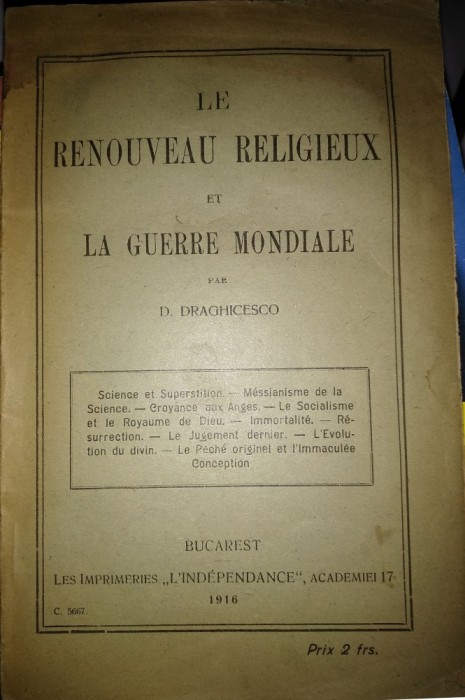 LE
RENOUVEAU RELIGIEUX
ET
LA GUERRE MONDIALE
PAR
D. DRAGHICESCO
Science et Superstition. — Méssianisme de la
Science. — Croyance aux Anges. — Le Socialisme
et le Royaume de Dieu. — Immortalité. — Ré-
surrection. — Le Jugement dernier. — L'Evolu-
tion du divin. — Le Péché originel et l'Immaculée
Conception
BUCAREST
LES IMPRIMERIES „L'INDÉPENDANCE", ACADEMIEI 17
1916
C. 5667.
Prix 2 frs.